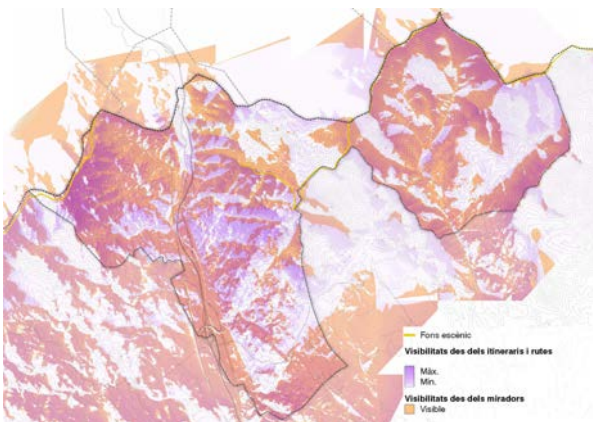 Fons escènic
Visibilitats des dels itineraris i rutes
Màx.
Mín.
Visibilitats des dels miradors
Visible